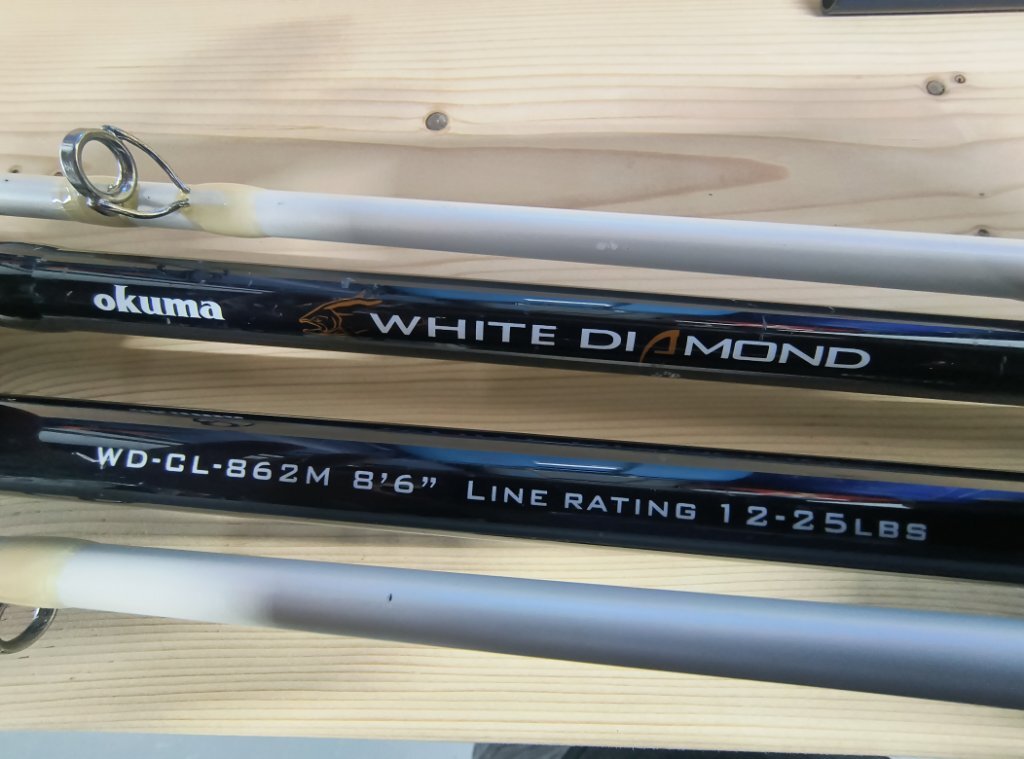 okuma WHITE DIAMOND
WD-CL-862M 8'6" LINE RATING 12-25LBS